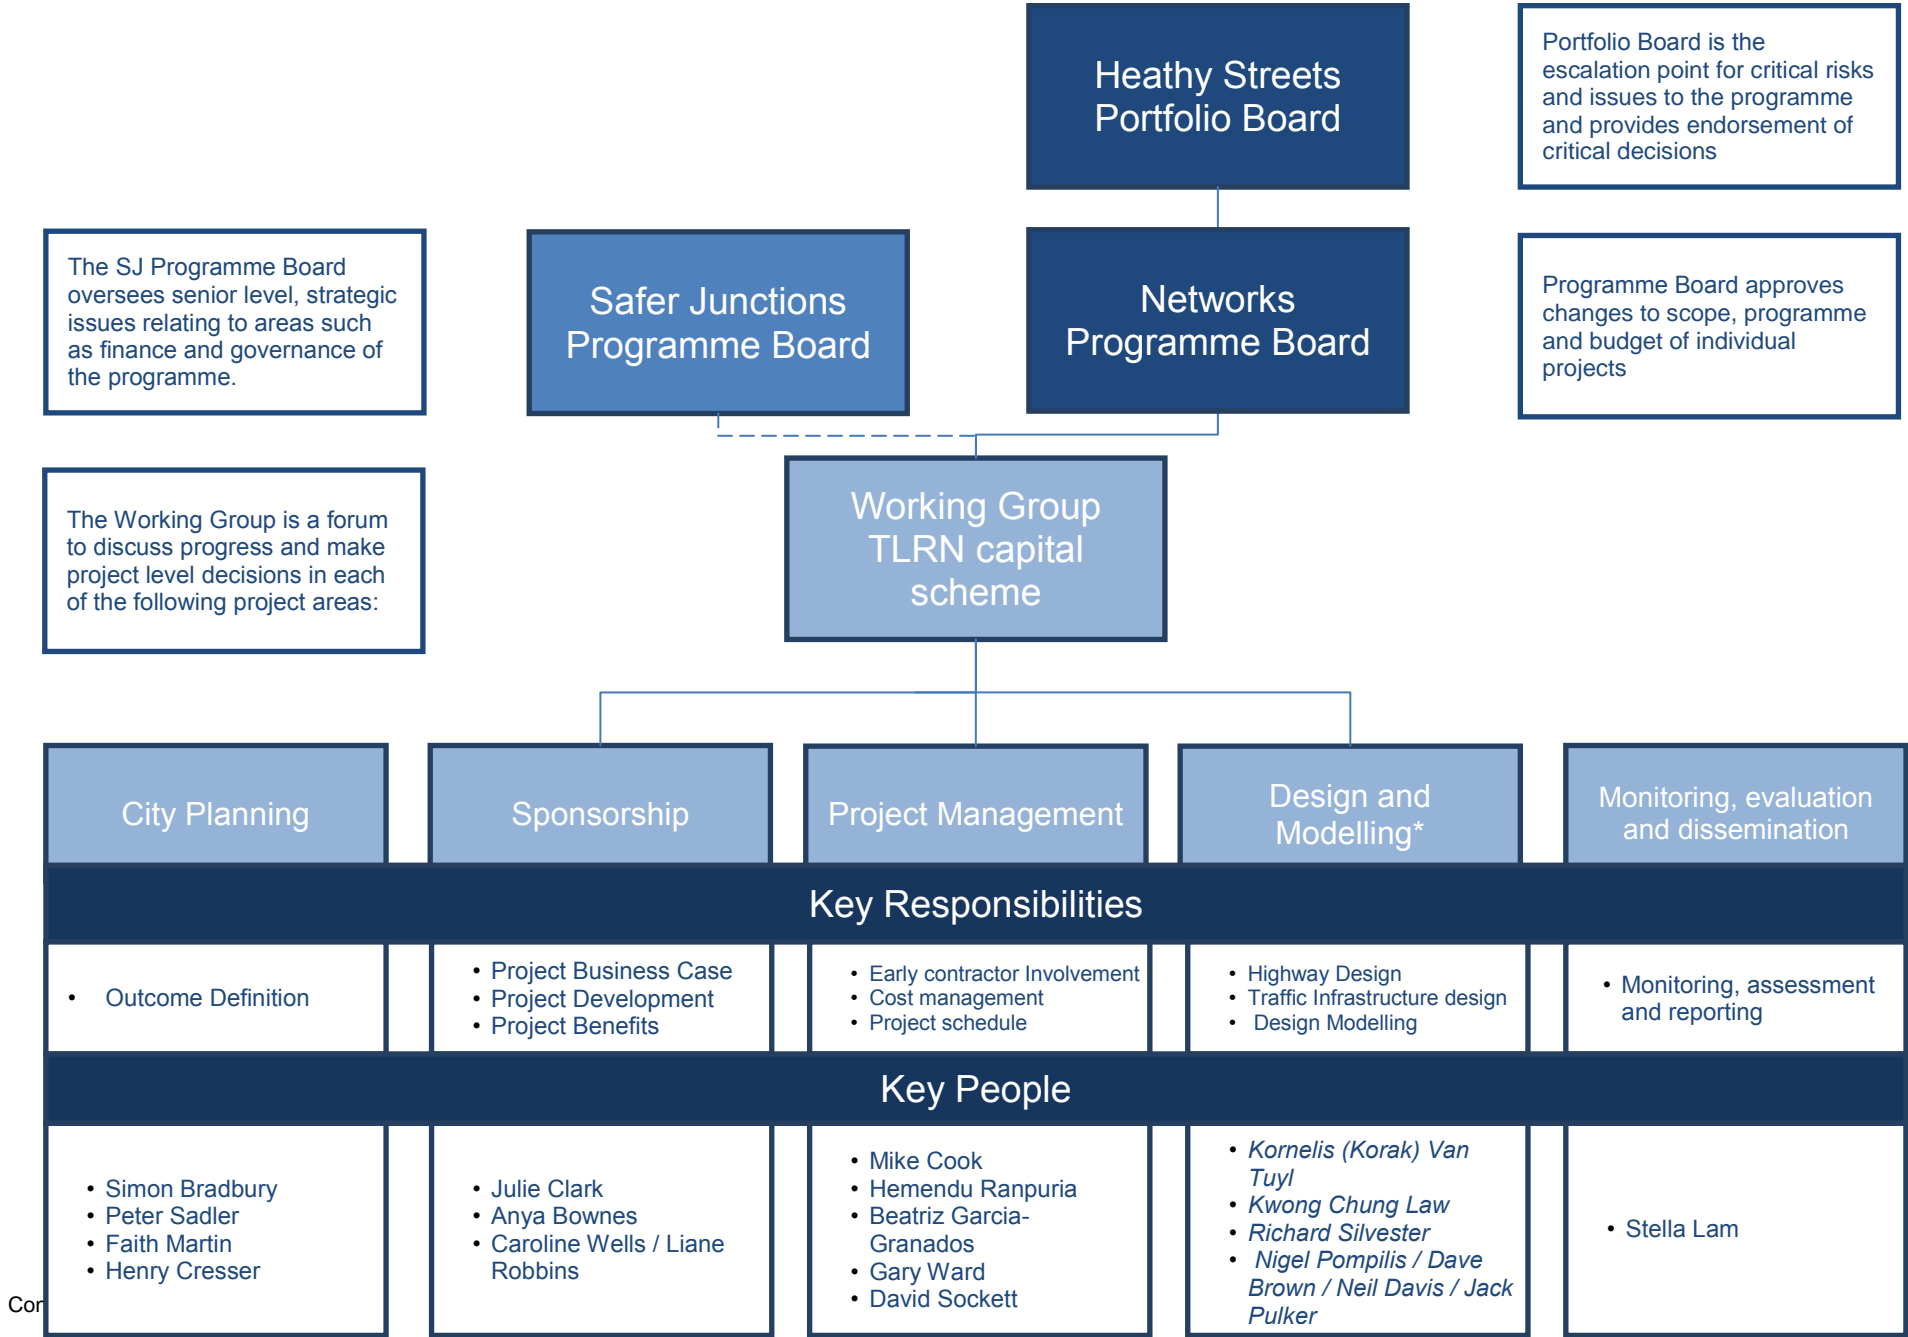 Heathy Streets
Portfolio Board
Portfolio Board is the
escalation point for critical risks
and issues to the programme
and provides endorsement of
critical decisions
The SJ Programme Board
oversees senior level, strategic
issues relating to areas such
as finance and governance of
the programme.
Safer Junctions
Programme Board
Networks
Programme Board
Programme Board approves
changes to scope, programme
and budget of individual
projects
The Working Group is a forum
to discuss progress and make
project level decisions in each
of the following project areas:
Working Group
TLRN capital
scheme
City Planning
Sponsorship
Project Management
Design and
Modelling*
Monitoring, evaluation
and dissemination
Key Responsibilities
• Outcome Definition
• Project Business Case
• Project Development
• Project Benefits
• Early contractor Involvement
• Cost management
• Project schedule
• Highway Design
• Traffic Infrastructure design
• Design Modelling
• Monitoring, assessment
and reporting
Key People
• Simon Bradbury
• Peter Sadler
• Faith Martin
• Henry Cresser
• Julie Clark
• Anya Bownes
• Caroline Wells / Liane
Robbins
• Mike Cook
• Hemendu Ranpuria
• Beatriz Garcia-
Granados
• Gary Ward
• David Sockett
• Kornelis (Korak) Van
Tuyl
• Kwong Chung Law
• Richard Silvester
• Nigel Pompilis / Dave
Brown / Neil Davis / Jack
Pulker
• Stella Lam